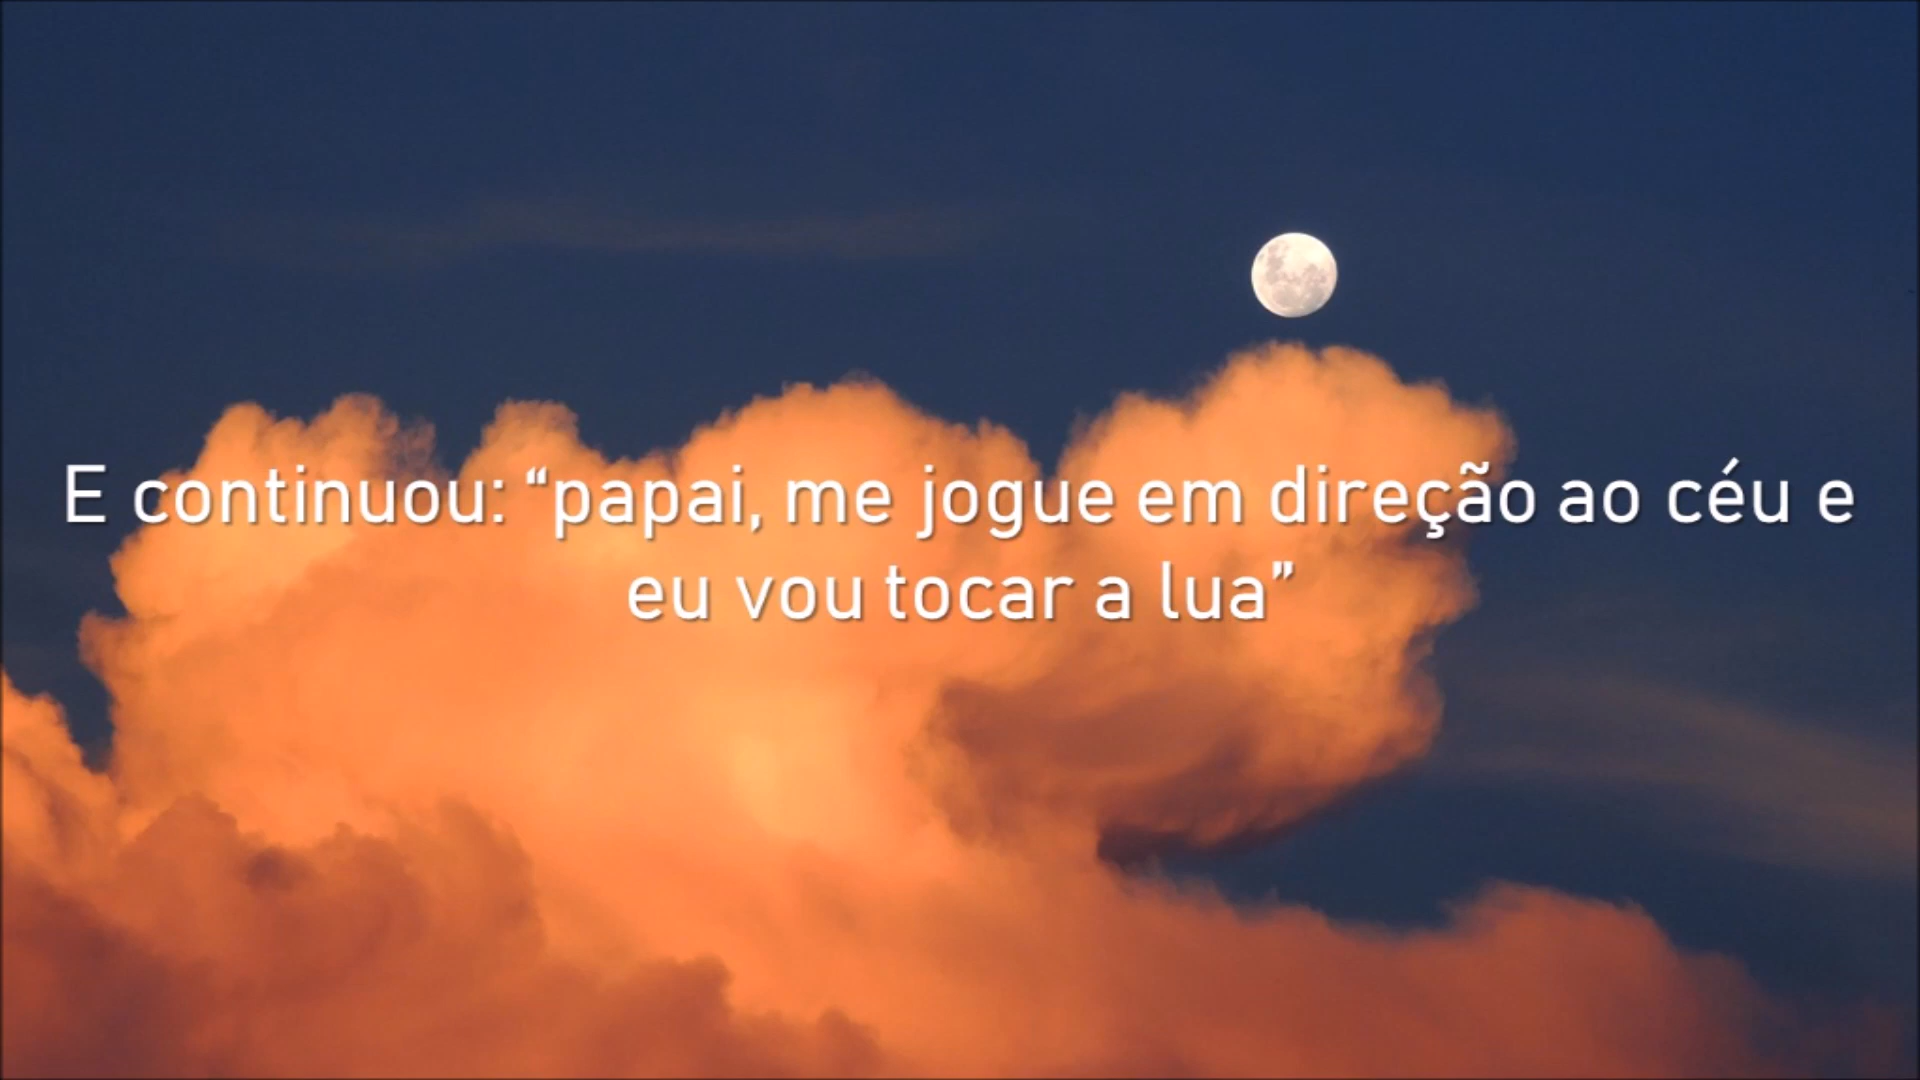 E continuou: “papai, me jogue em direção ao céu e
eu vou tocar a lua”